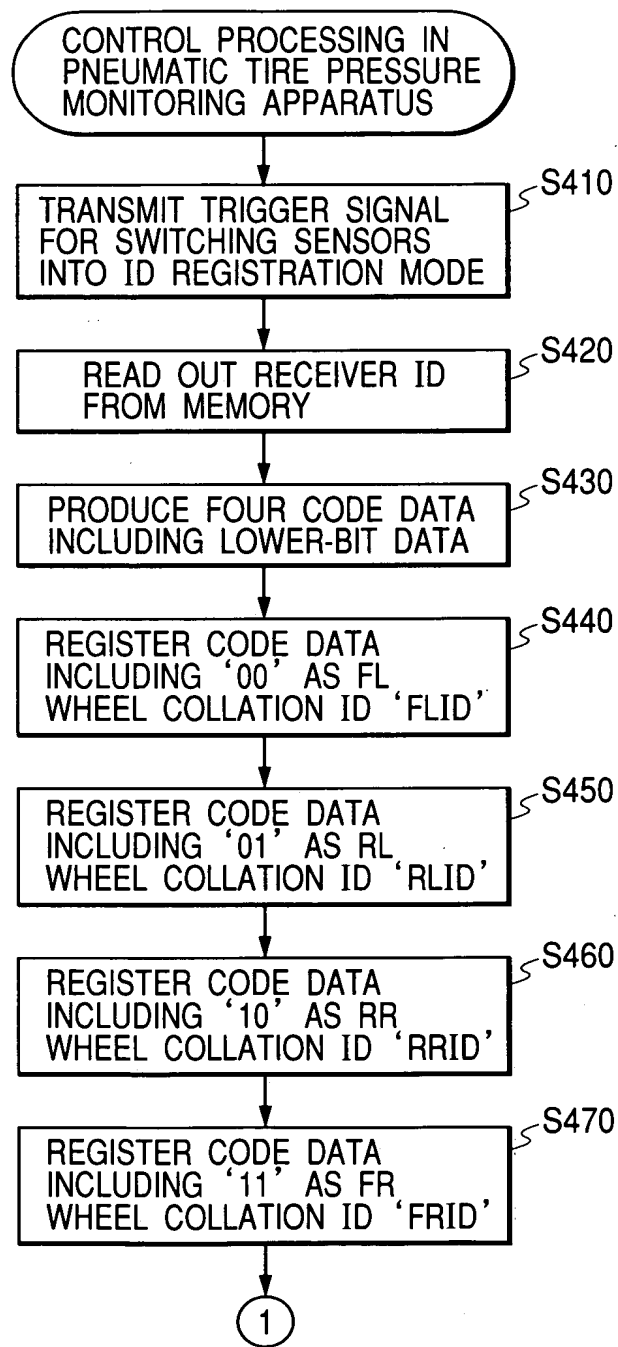 CONTROL PROCESSING IN
PNEUMATIC TIRE PRESSURE
MONITORING APPARATUS
S410
TRANSMIT TRIGGER SIGNAL
FOR SWITCHING SENSORS
INTO ID REGISTRATION MODE
S420
READ OUT RECEIVER ID
FROM MEMORY
S430
PRODUCE FOUR CODE DATA
INCLUDING LOWER-BIT DATA
S440
REGISTER CODE DATA
INCLUDING ‘00’ AS FL
WHEEL COLLATION ID ‘FLID’
S450
REGISTER CODE DATA
INCLUDING ‘01’ AS RL
WHEEL COLLATION ID ‘RLID’
S460
REGISTER CODE DATA
INCLUDING ‘10’ AS RR
WHEEL COLLATION ID ‘RRID’
S470
REGISTER CODE DATA
INCLUDING ‘11’ AS FR
WHEEL COLLATION ID ‘FRID’
1